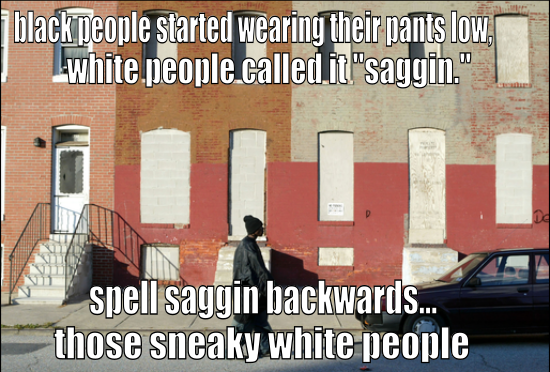 black people started wearing their pants low,
white people called it "saggin."
spell saggin backwards...
those sneaky white people